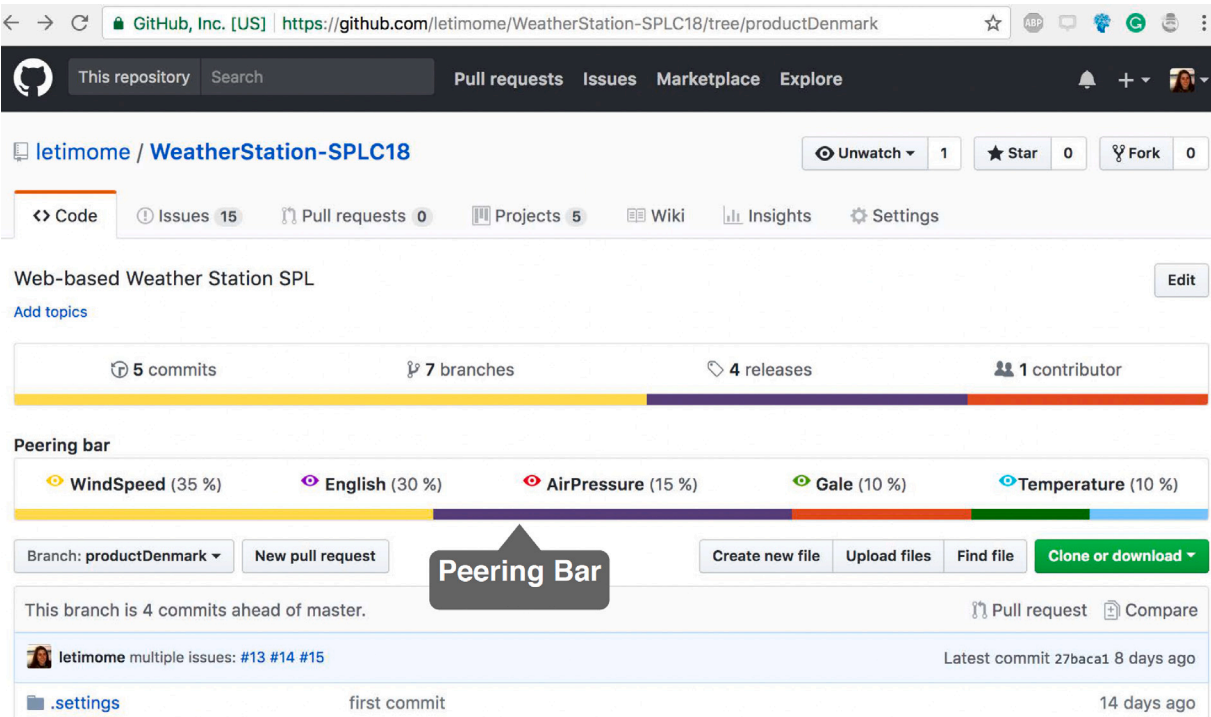 GitHub, Inc. [US] https://github.com/letimome/WeatherStation-SPLC18/tree/productDenmark ABP G
This repository Search Pull requests Issues Marketplace Explore
letimome / WeatherStation-SPLC18 Unwatch 1 Star 0 Fork 0
Code Issues 15 Pull requests 0 Projects 5 Wiki Insights Settings
Web-based Weather Station SPL Edit
Add topics
5 commits 7 branches 4 releases 1 contributor
Peering bar
WindSpeed (35 %) English (30 %) AirPressure (15 %) Gale (10 %) Temperature (10 %)
Branch: productDenmark New pull request Create new file Upload files Find file Clone or download
Peering Bar
This branch is 4 commits ahead of master. Pull request Compare
letimome multiple issues: #13 #14 #15 Latest commit 27baca1 8 days ago
.settings first commit 14 days ago